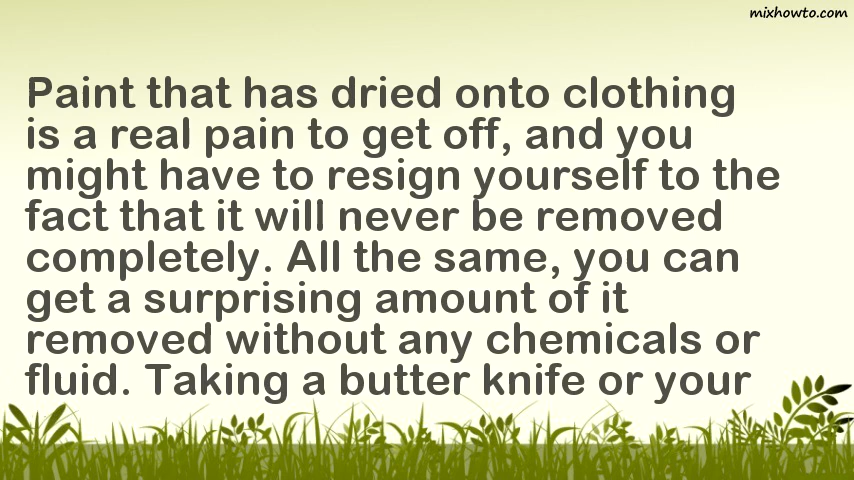 mixhowto.com
Paint that has dried onto clothing
is a real pain to get off, and you
might have to resign yourself to the
fact that it will never be removed
completely. All the same, you can
get a surprising amount of it
removed without any chemicals or
fluid. Taking a butter knife or your